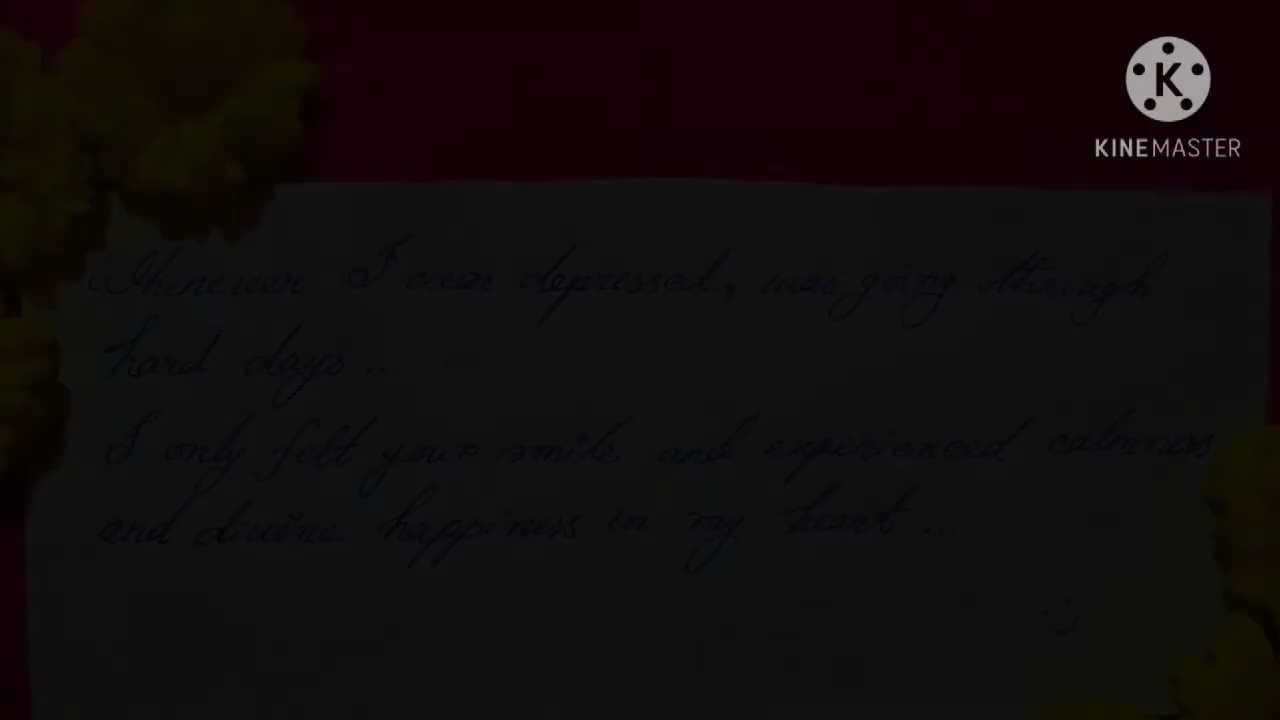 K
KINEMASTER
Whenever I was depressed, was going through
hard days..
I only felt your smile and experienced calmness
and divine happiness in my heart...
:)